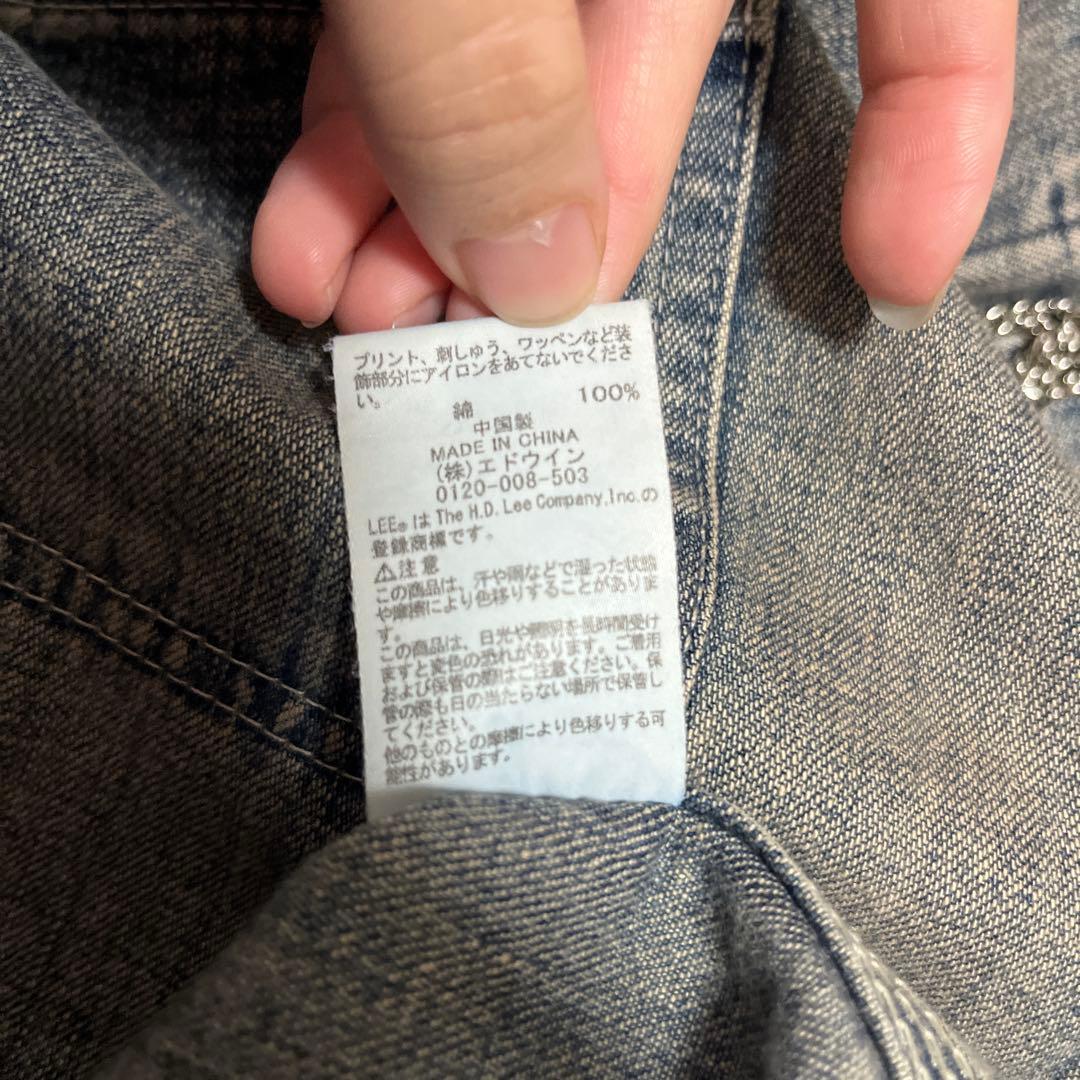 プリント、刺しゅう、ワッペンなど装
飾部分にアイロンをあてないでくださ
い。
綿 100%
中国製
MADE IN CHINA
(株)エドウイン
0120-008-503
LEE®は The H.D. Lee Company, Inc.の
登録商標です。
⚠注意
この商品は、汗や雨などで湿った状態
や摩擦により色移りすることがありま
す。
この商品は、日光や照明を長時間受け
ますと変色の恐れがあります。ご着用
および保管の際はご注意ください。保
管の際も日の当たらない場所で保管し
てください。
他のものとの摩擦により色移りする可
能性があります。